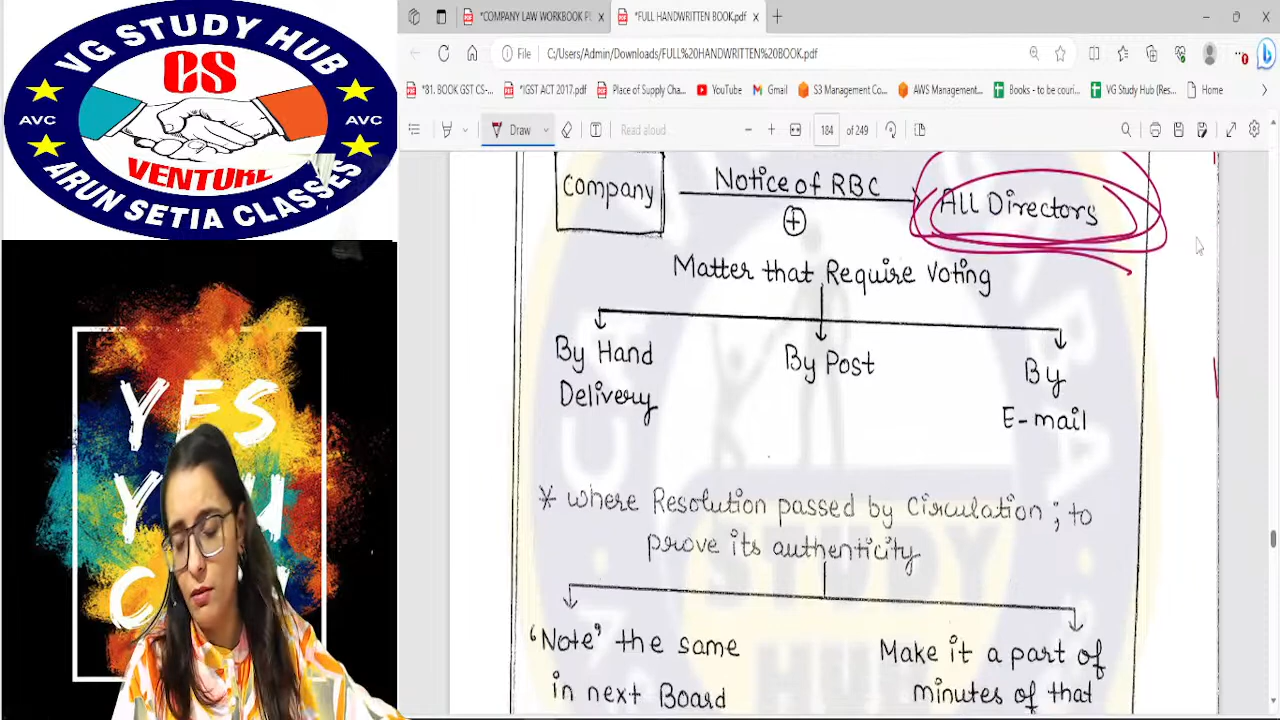 VG STUDY HUB
CS
AVC
AVC
VENTURE
ARUN SETIA CLASSES
YES
*COMPANY LAW WORKBOOK F
*FULL HANDWRITTEN BOOK.pdf
File
C:/Users/Admin/Downloads/FULL%20HANDWRITTEN%20BOOK.pdf
*IGST ACT 2017.pdf
YouTube
Gmail
S3 Management Co...
AWS Management...
Books - to be couri...
VG Study Hub (Res...
Home
Draw
Read aloud
184 of 249
Company
Notice of RBC
All Directors
+
Matter that Require Voting
By Hand
Delivery
By Post
By
E-mail
* where Resolution passed by Circulation ; to
prove its authenticity
'Note' the same
in next Board
Make it a part of
minutes of that